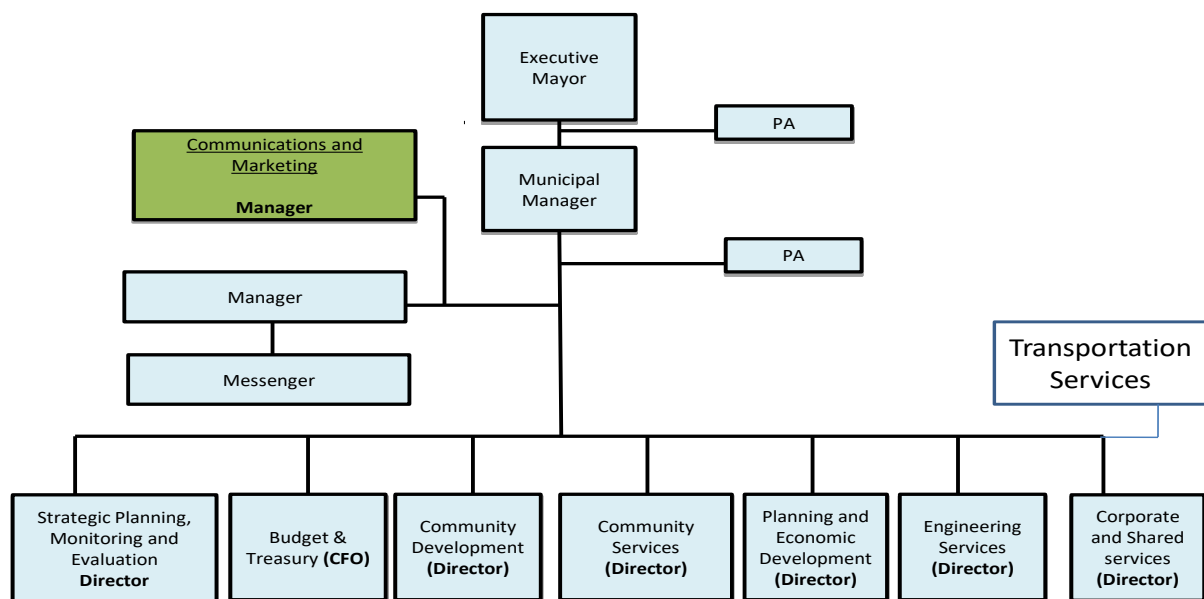 Executive
Mayor
PA
Communications and
Marketing
Manager
Municipal
Manager
PA
Manager
Messenger
Transportation
Services
Strategic Planning,
Monitoring and
Evaluation
Director
Budget &
Treasury (CFO)
Community
Development
(Director)
Community
Services
(Director)
Planning and
Economic
Development
(Director)
Engineering
Services
(Director)
Corporate
and Shared
services
(Director)